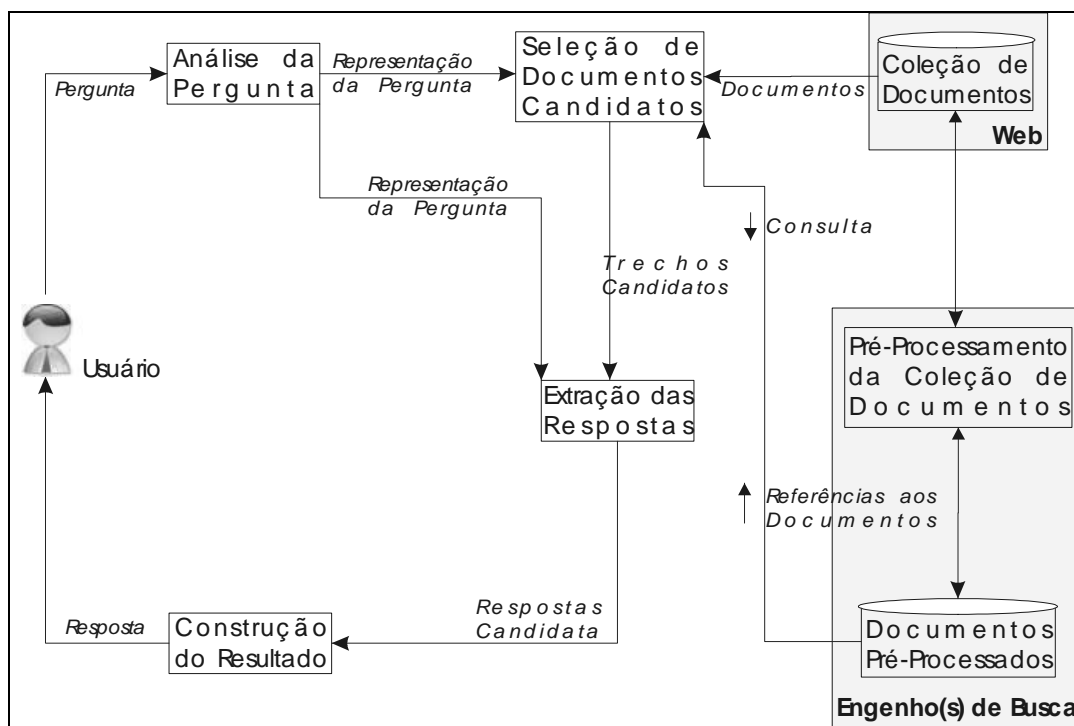 Pergunta
Análise da
Pergunta
Representação
da Pergunta
Seleção de
Documentos
Candidatos
Documentos
Coleção de
Documentos
Web
Representação
da Pergunta
Consulta
Trechos
Candidatos
Usuário
Pré-Processamento
da Coleção de
Documentos
Extração das
Respostas
Referências aos
Documentos
Resposta
Construção
do Resultado
Respostas
Candidata
Documentos
Pré-Processados
Engenho(s) de Busca